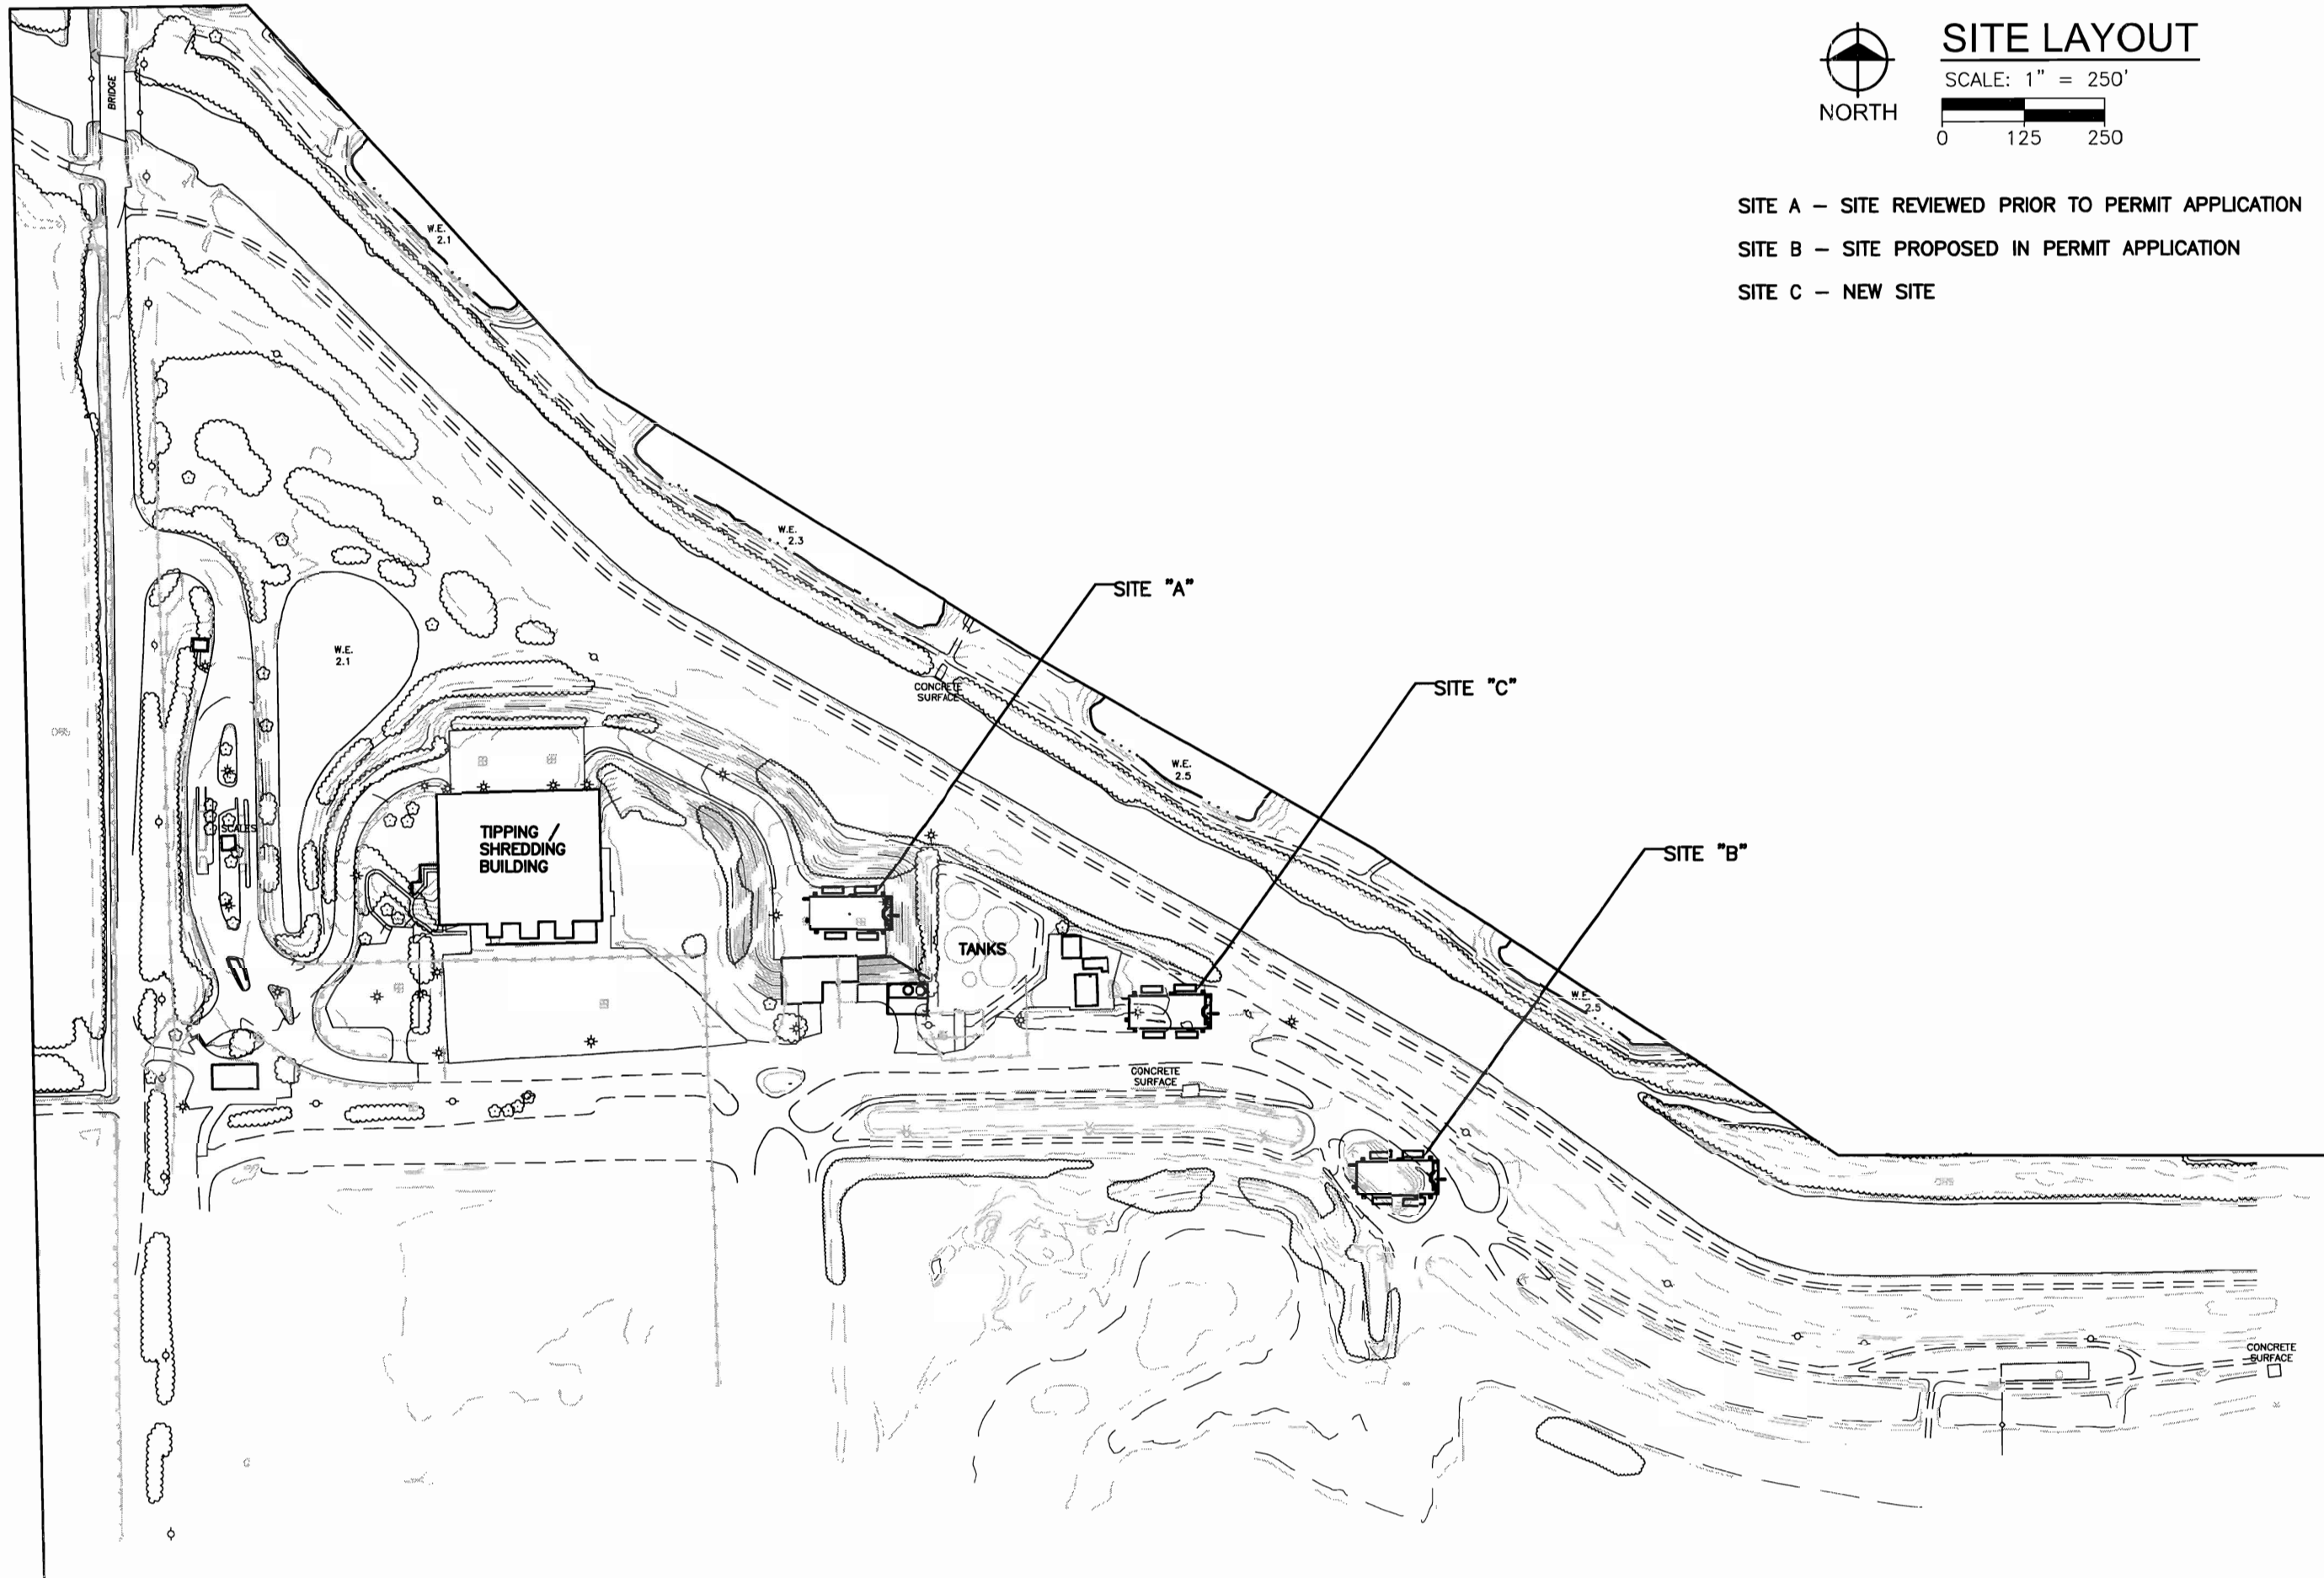 SITE LAYOUT
SCALE: 1" = 250'
NORTH
0 125 250
SITE A – SITE REVIEWED PRIOR TO PERMIT APPLICATION
SITE B – SITE PROPOSED IN PERMIT APPLICATION
SITE C – NEW SITE
BRIDGE
W.E.
2.1
W.E.
2.3
SITE "A"
W.E.
2.1
CONCRETE
SURFACE
SITE "C"
W.E.
2.5
SCALES
TIPPING /
SHREDDING
BUILDING
SITE "B"
TANKS
W.E.
2.5
CONCRETE
SURFACE
CONCRETE
SURFACE